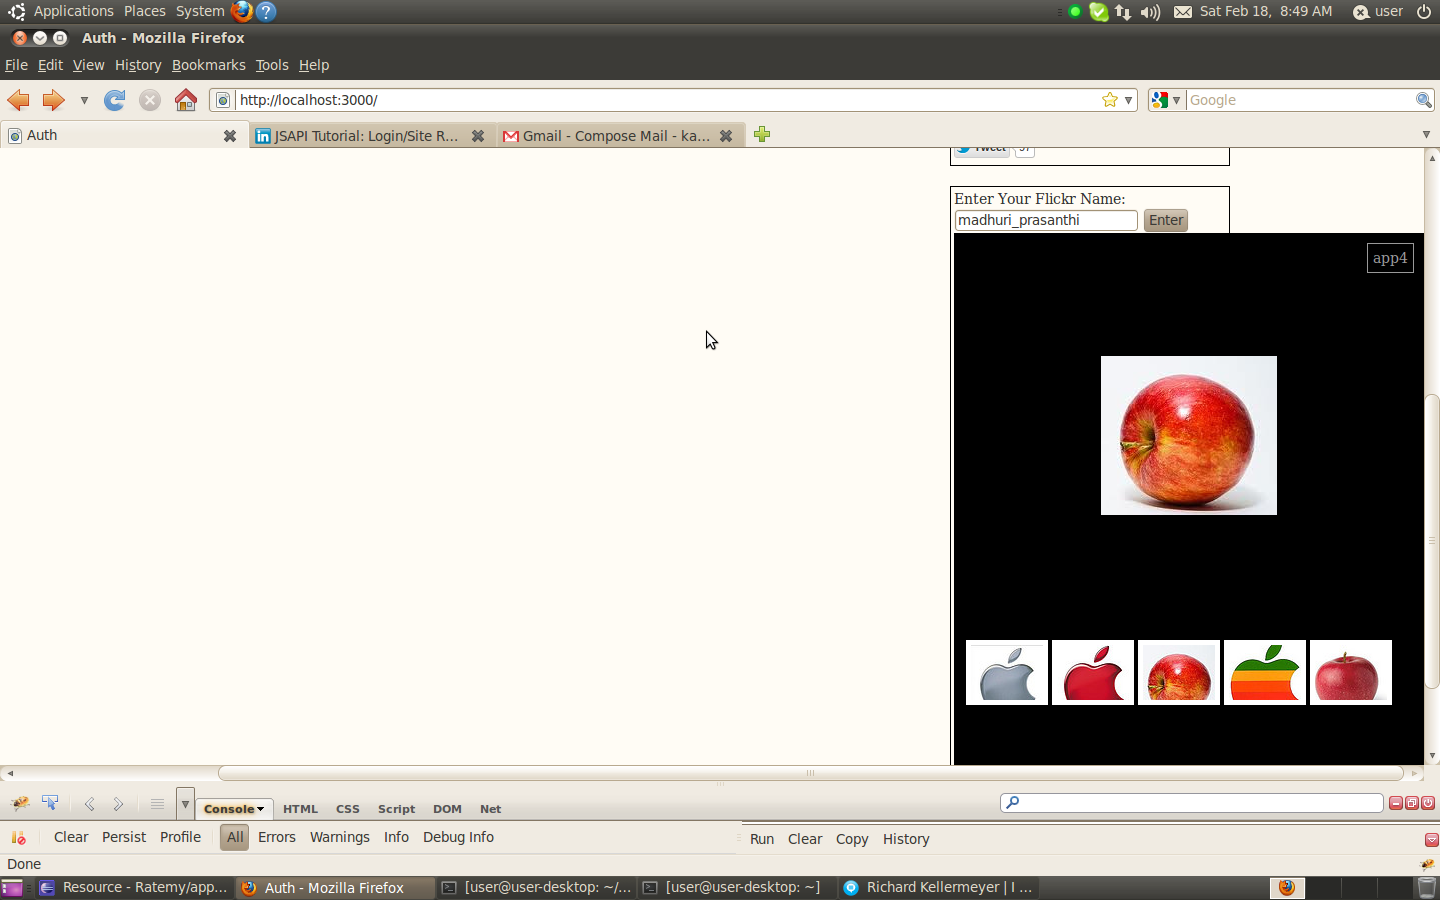 Applications Places System
Sat Feb 18, 8:49 AM user
Auth - Mozilla Firefox
File Edit View History Bookmarks Tools Help
http://localhost:3000/
Google
Auth
JSAPI Tutorial: Login/Site R...
Gmail - Compose Mail - ka...
Tweet
Enter Your Flickr Name:
madhuri_prasanthi Enter
app4
Console HTML CSS Script DOM Net
Clear Persist Profile All Errors Warnings Info Debug Info
Run Clear Copy History
Done
Resource - Ratemy/app...
Auth - Mozilla Firefox
[user@user-desktop: ~/...
[user@user-desktop: ~]
Richard Kellermeyer | I ...